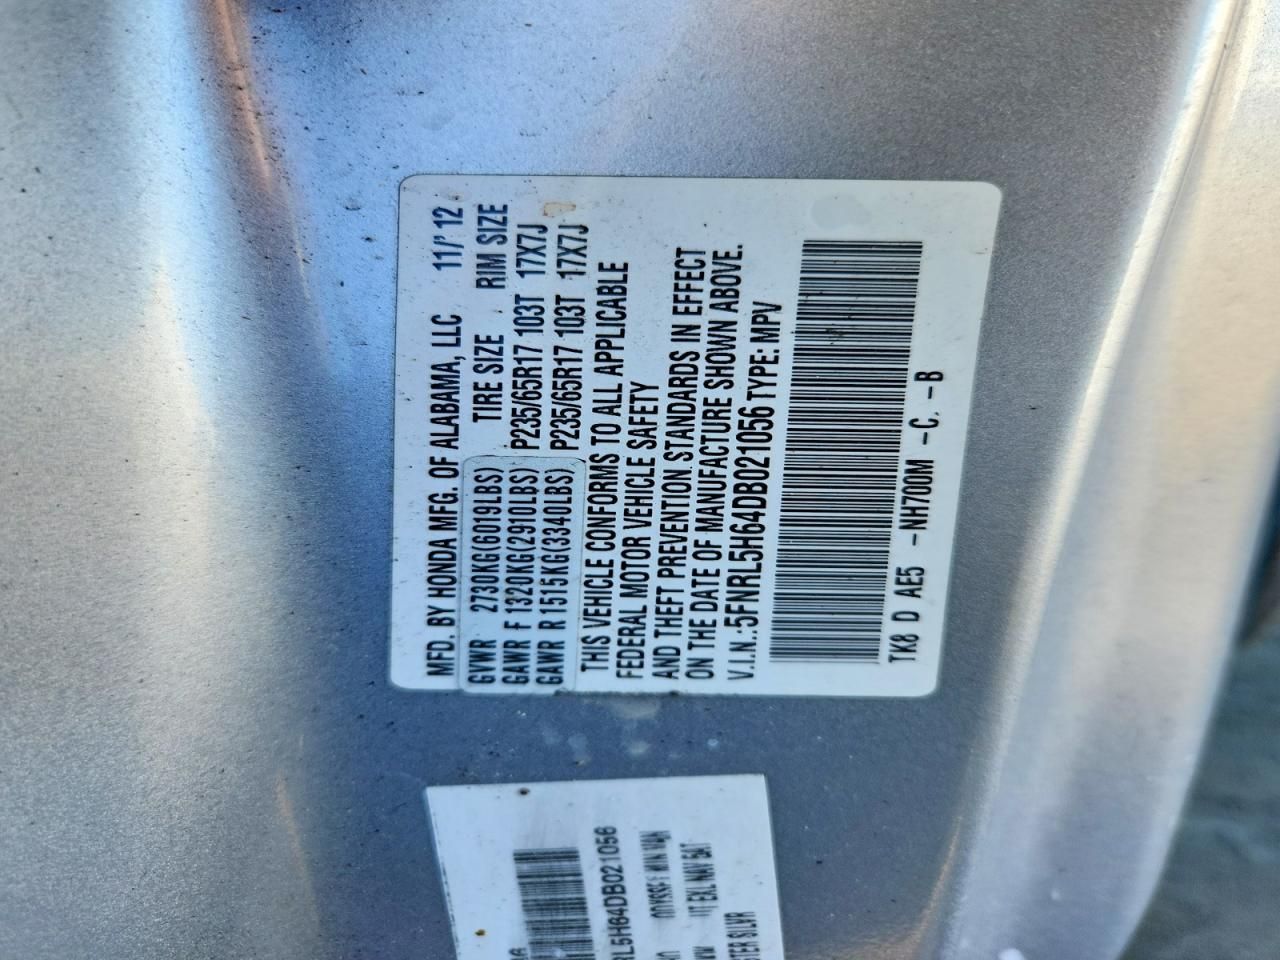 MFD. BY HONDA MFG. OF ALABAMA, LLC 11/'12
GVWR 2730KG(6019LBS) TIRE SIZE RIM SIZE
GAWR F 1320KG(2910LBS) P235/65R17 103T 17X7J
GAWR R 1515KG(3340LBS) P235/65R17 103T 17X7J
THIS VEHICLE CONFORMS TO ALL APPLICABLE
FEDERAL MOTOR VEHICLE SAFETY
AND THEFT PREVENTION STANDARDS IN EFFECT
ON THE DATE OF MANUFACTURE SHOWN ABOVE.
V.I.N.:5FNRL5H64DB021056 TYPE: MPV
TK8 D AE5 -NH700M -C. -B
RL5H64DB021056